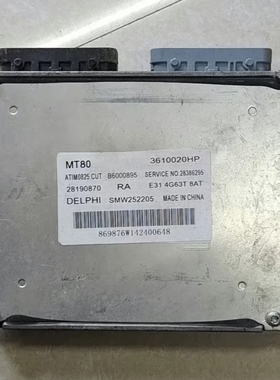 MT80 3610020HP
ATIM0825.CUT B6000895 SERVICE NO.28386295
28190870 RA E31 4G63T 8AT
DELPHI SMW252205 MADE IN CHINA
869876W142400648